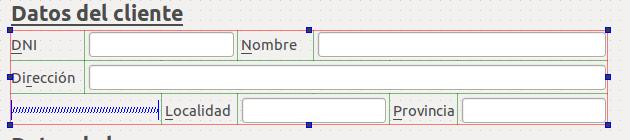 Datos del cliente
DNI Nombre
Dirección
Localidad Provincia